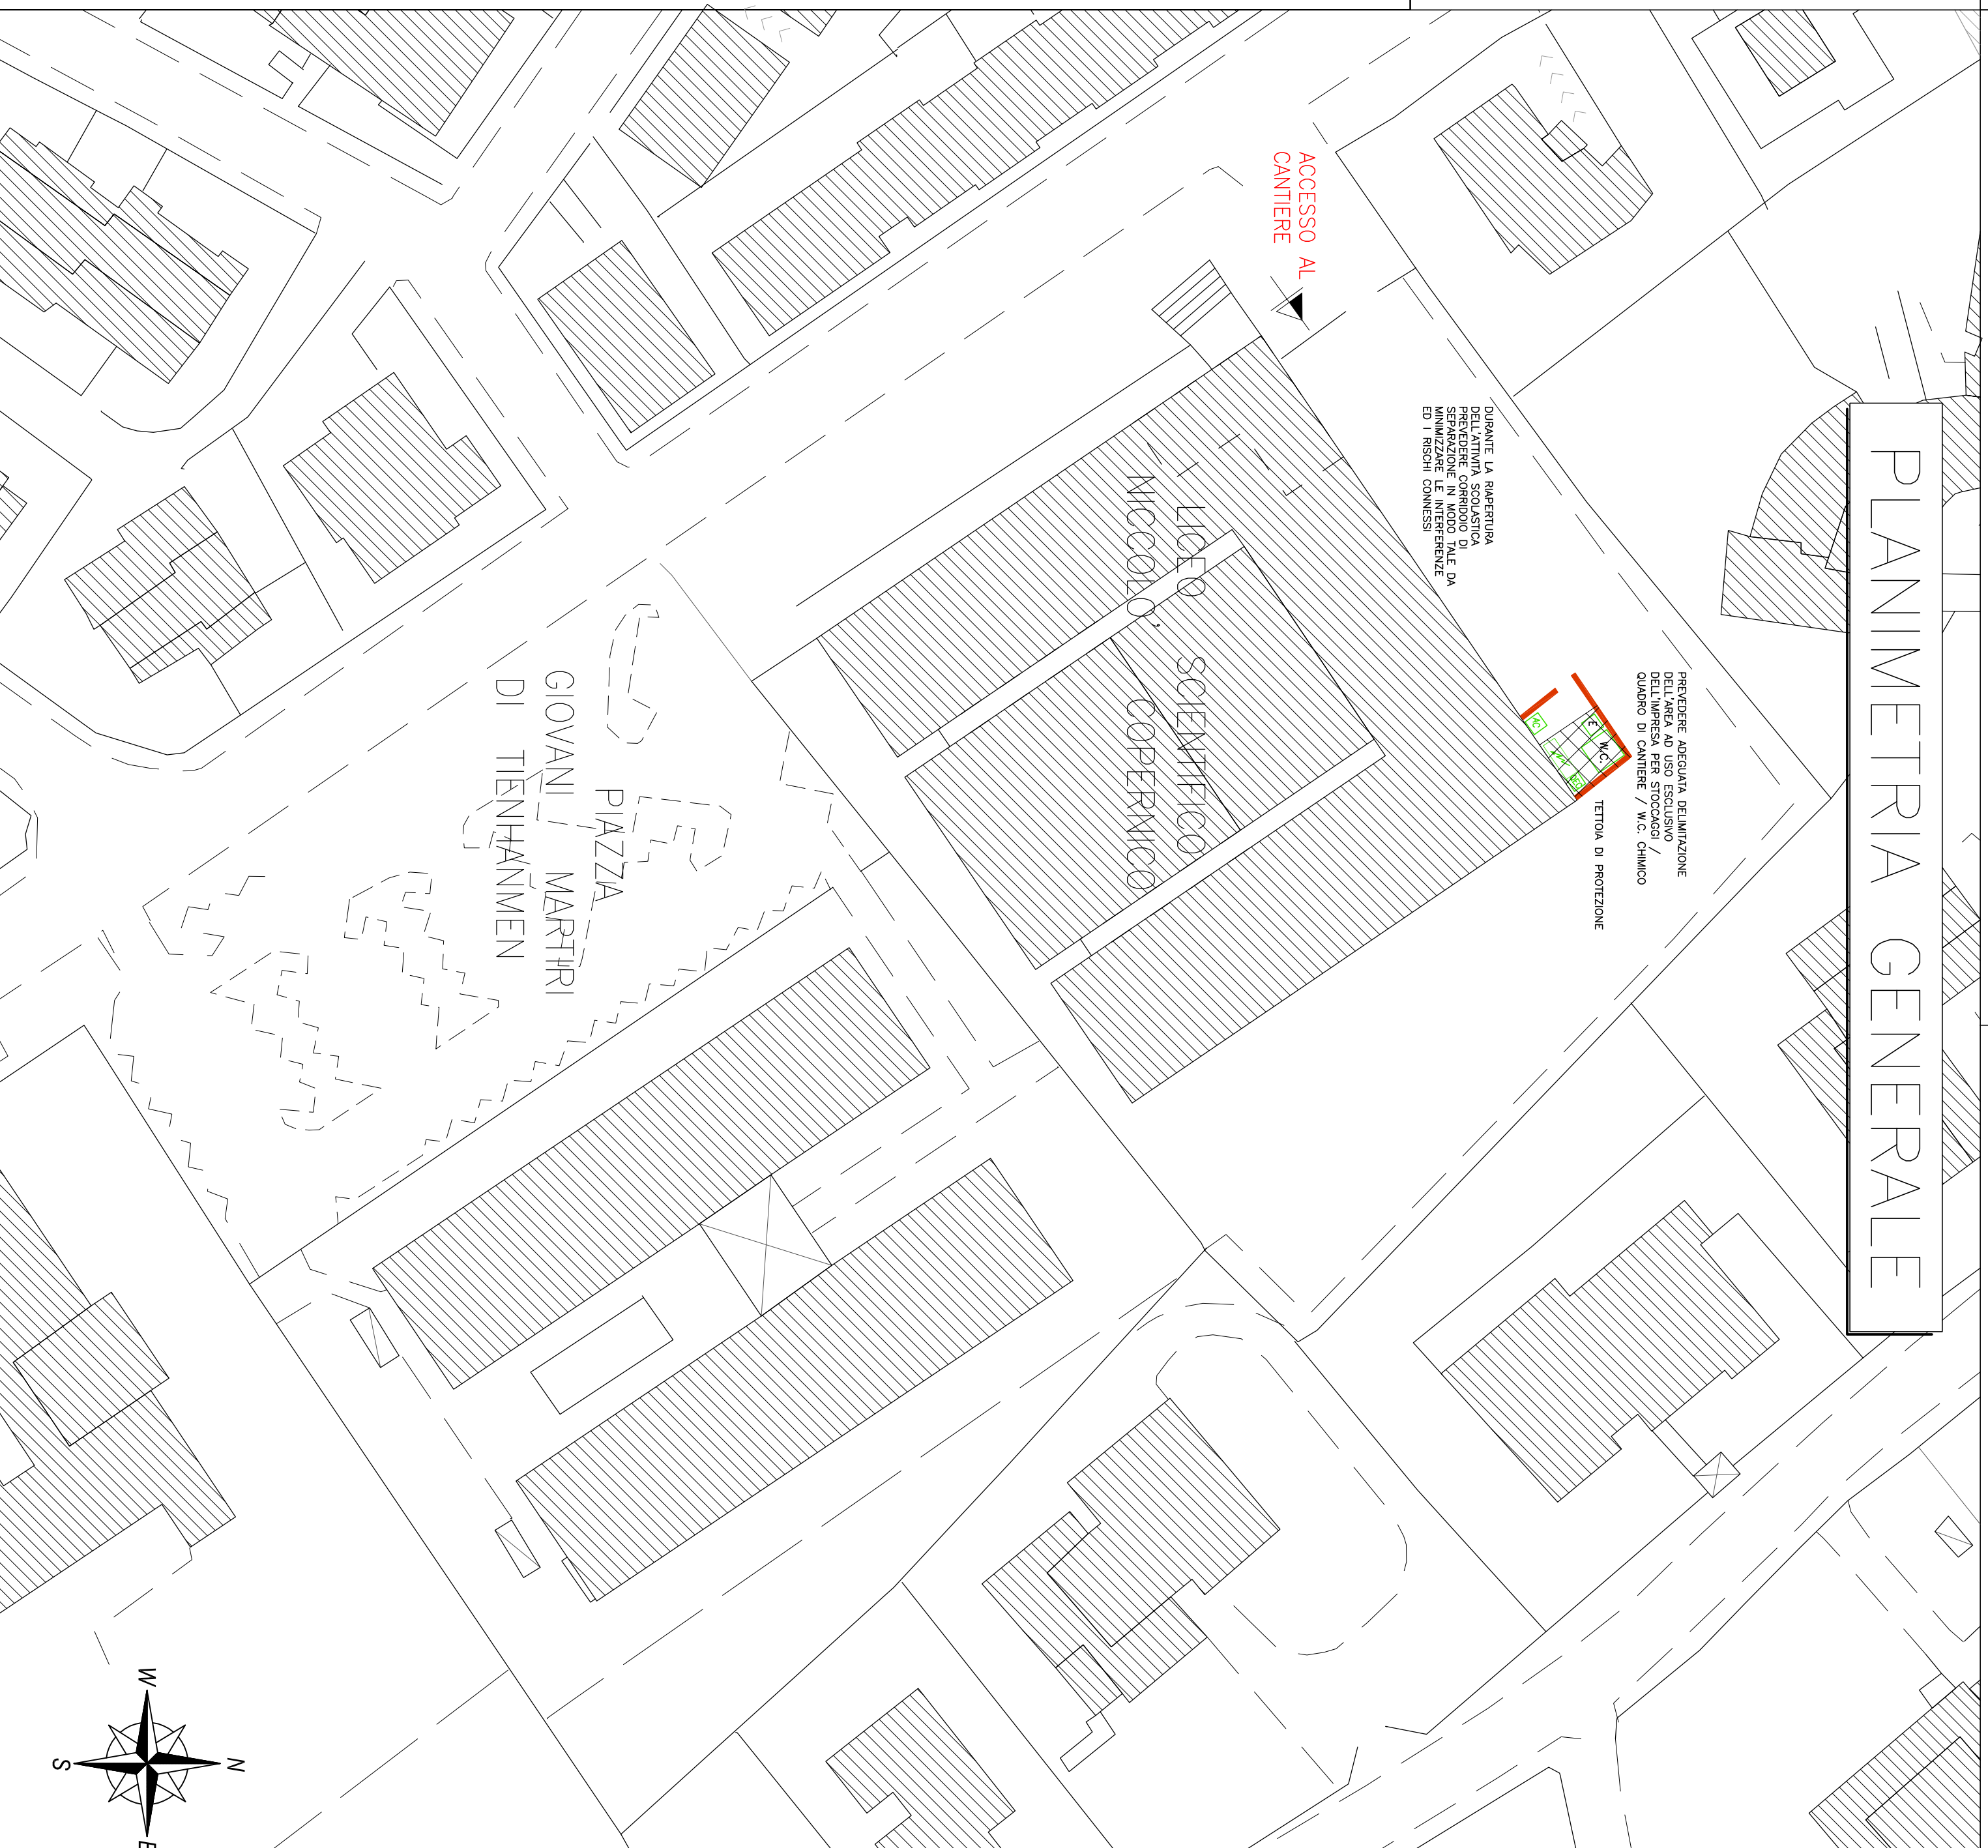 PLANIMETRIA GENERALE
PREVEDERE ADEGUATA DELIMITAZIONE
DELL'AREA AD USO ESCLUSIVO
DELL'IMPRESA PER STOCCAGGI /
QUADRO DI CANTIERE / W.C. CHIMICO
TETTOIA DI PROTEZIONE
W.C.
E
AC
DEP
DURANTE LA RIAPERTURA
DELL'ATTIVITÀ SCOLASTICA
PREVEDERE CORRIDOIO DI
SEPARAZIONE IN MODO TALE DA
MINIMIZZARE LE INTERFERENZE
ED I RISCHI CONNESSI
ACCESSO AL
CANTIERE
LICEO SCIENTIFICO
NICCOLO' COPERNICO
PIAZZA
GIOVANI MARTIRI
DI TIENHANMEN
N
W
E
S